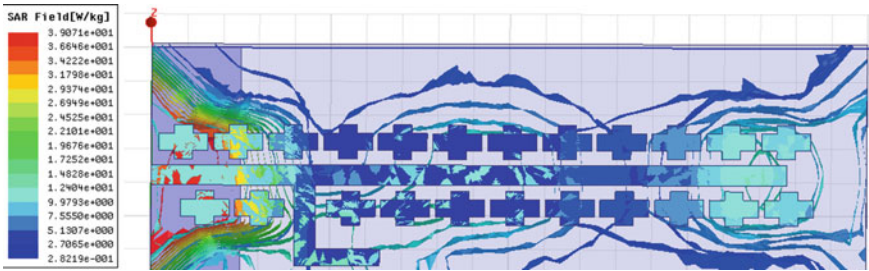 SAR Field[W/kg]
Z
3.9071e+001
3.6646e+001
3.4222e+001
3.1798e+001
2.9374e+001
2.6949e+001
2.4525e+001
2.2101e+001
1.9676e+001
1.7252e+001
1.4828e+001
1.2404e+001
9.9793e+000
7.5550e+000
5.1307e+000
2.7065e+000
2.8219e-001